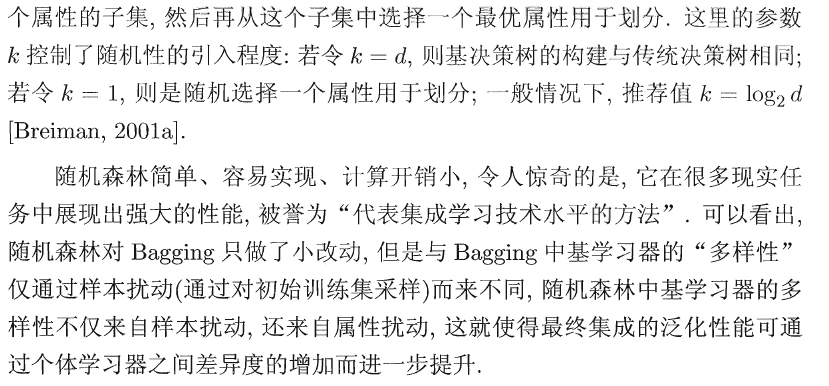 个属性的子集, 然后再从这个子集中选择一个最优属性用于划分. 这里的参数
k 控制了随机性的引入程度: 若令 k = d, 则基决策树的构建与传统决策树相同;
若令 k = 1, 则是随机选择一个属性用于划分; 一般情况下, 推荐值 k = log₂ d
[Breiman, 2001a].
随机森林简单、容易实现、计算开销小, 令人惊奇的是, 它在很多现实任
务中展现出强大的性能, 被誉为“代表集成学习技术水平的方法”. 可以看出,
随机森林对 Bagging 只做了小改动, 但是与 Bagging 中基学习器的“多样性”
仅通过样本扰动(通过对初始训练集采样)而来不同, 随机森林中基学习器的多
样性不仅来自样本扰动, 还来自属性扰动, 这就使得最终集成的泛化性能可通
过个体学习器之间差异度的增加而进一步提升.